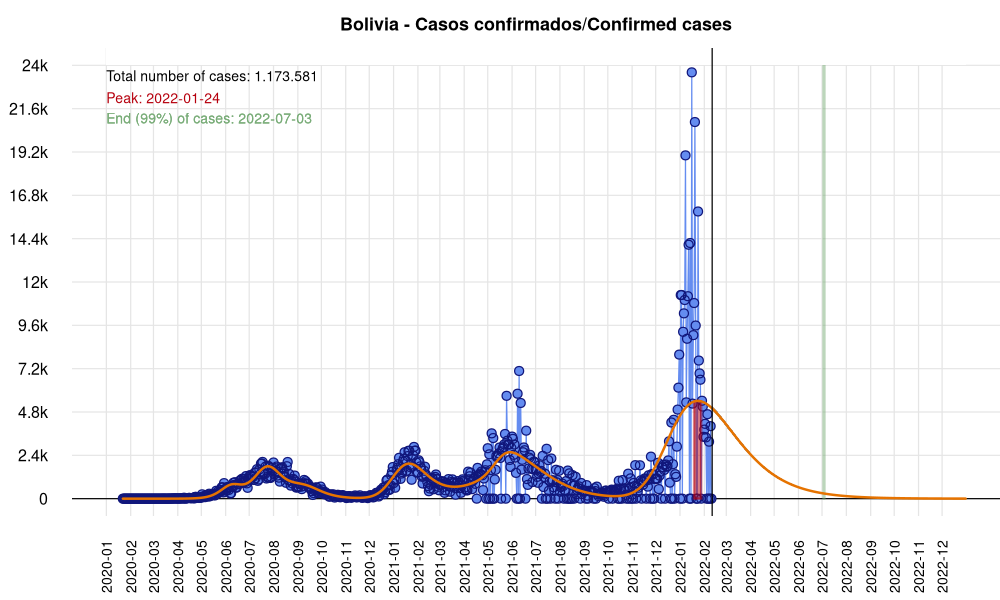 Bolivia - Casos confirmados/Confirmed cases
Total number of cases: 1.173.581
Peak: 2022-01-24
End (99%) of cases: 2022-07-03
24k
21.6k
19.2k
16.8k
14.4k
12k
9.6k
7.2k
4.8k
2.4k
0
2020-01
2020-02
2020-03
2020-04
2020-05
2020-06
2020-07
2020-08
2020-09
2020-10
2020-11
2020-12
2021-01
2021-02
2021-03
2021-04
2021-05
2021-06
2021-07
2021-08
2021-09
2021-10
2021-11
2021-12
2022-01
2022-02
2022-03
2022-04
2022-05
2022-06
2022-07
2022-08
2022-09
2022-10
2022-11
2022-12